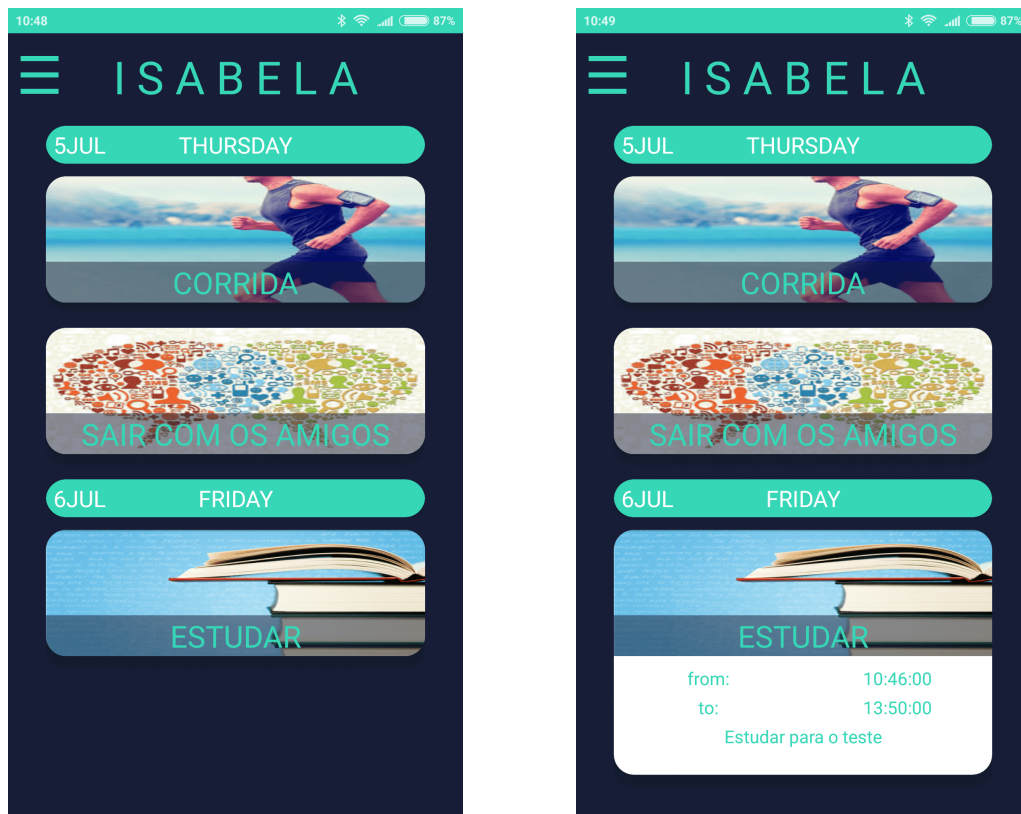 10:48 87%
ISABELA
5JUL THURSDAY
CORRIDA
SAIR COM OS AMIGOS
6JUL FRIDAY
ESTUDAR
10:49 87%
ISABELA
5JUL THURSDAY
CORRIDA
SAIR COM OS AMIGOS
6JUL FRIDAY
ESTUDAR
from: 10:46:00
to: 13:50:00
Estudar para o teste